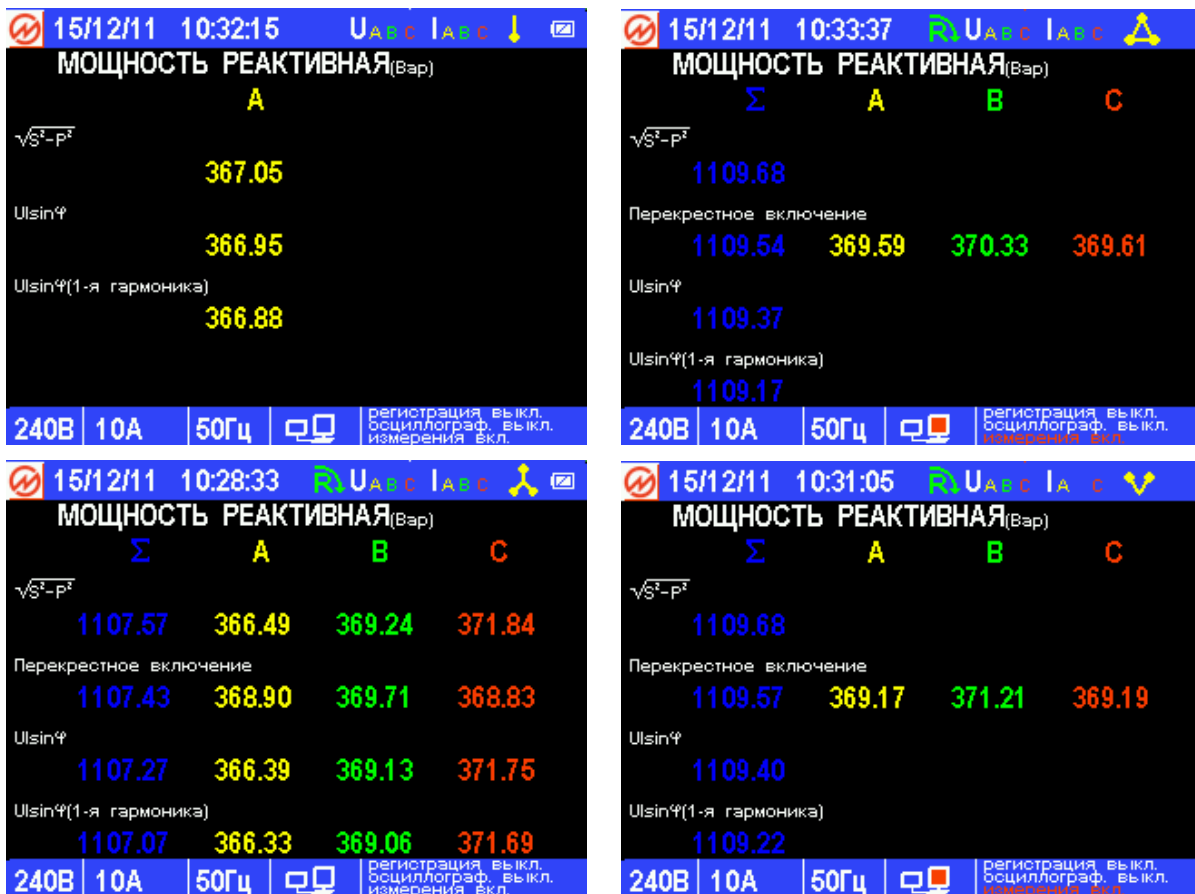 15/12/11 10:32:15 UABC IABC
МОЩНОСТЬ РЕАКТИВНАЯ(Вар)
A
√S²-P²
367.05
UIsinφ
366.95
UIsinφ(1-я гармоника)
366.88
240В 10А 50Гц
регистрация выкл.
осциллограф. выкл.
измерения вкл.
15/12/11 10:33:37 R UABC IABC
МОЩНОСТЬ РЕАКТИВНАЯ(Вар)
Σ A B C
√S²-P²
1109.68
Перекрестное включение
1109.54 369.59 370.33 369.61
UIsinφ
1109.37
UIsinφ(1-я гармоника)
1109.17
240В 10А 50Гц
регистрация выкл.
осциллограф. выкл.
измерения вкл.
15/12/11 10:28:33 R UABC IABC
МОЩНОСТЬ РЕАКТИВНАЯ(Вар)
Σ A B C
√S²-P²
1107.57 366.49 369.24 371.84
Перекрестное включение
1107.43 368.90 369.71 368.83
UIsinφ
1107.27 366.39 369.13 371.75
UIsinφ(1-я гармоника)
1107.07 366.33 369.06 371.69
240В 10А 50Гц
регистрация выкл.
осциллограф. выкл.
измерения вкл.
15/12/11 10:31:05 R UABC IA C
МОЩНОСТЬ РЕАКТИВНАЯ(Вар)
Σ A B C
√S²-P²
1109.68
Перекрестное включение
1109.57 369.17 371.21 369.19
UIsinφ
1109.40
UIsinφ(1-я гармоника)
1109.22
240В 10А 50Гц
регистрация выкл.
осциллограф. выкл.
измерения вкл.